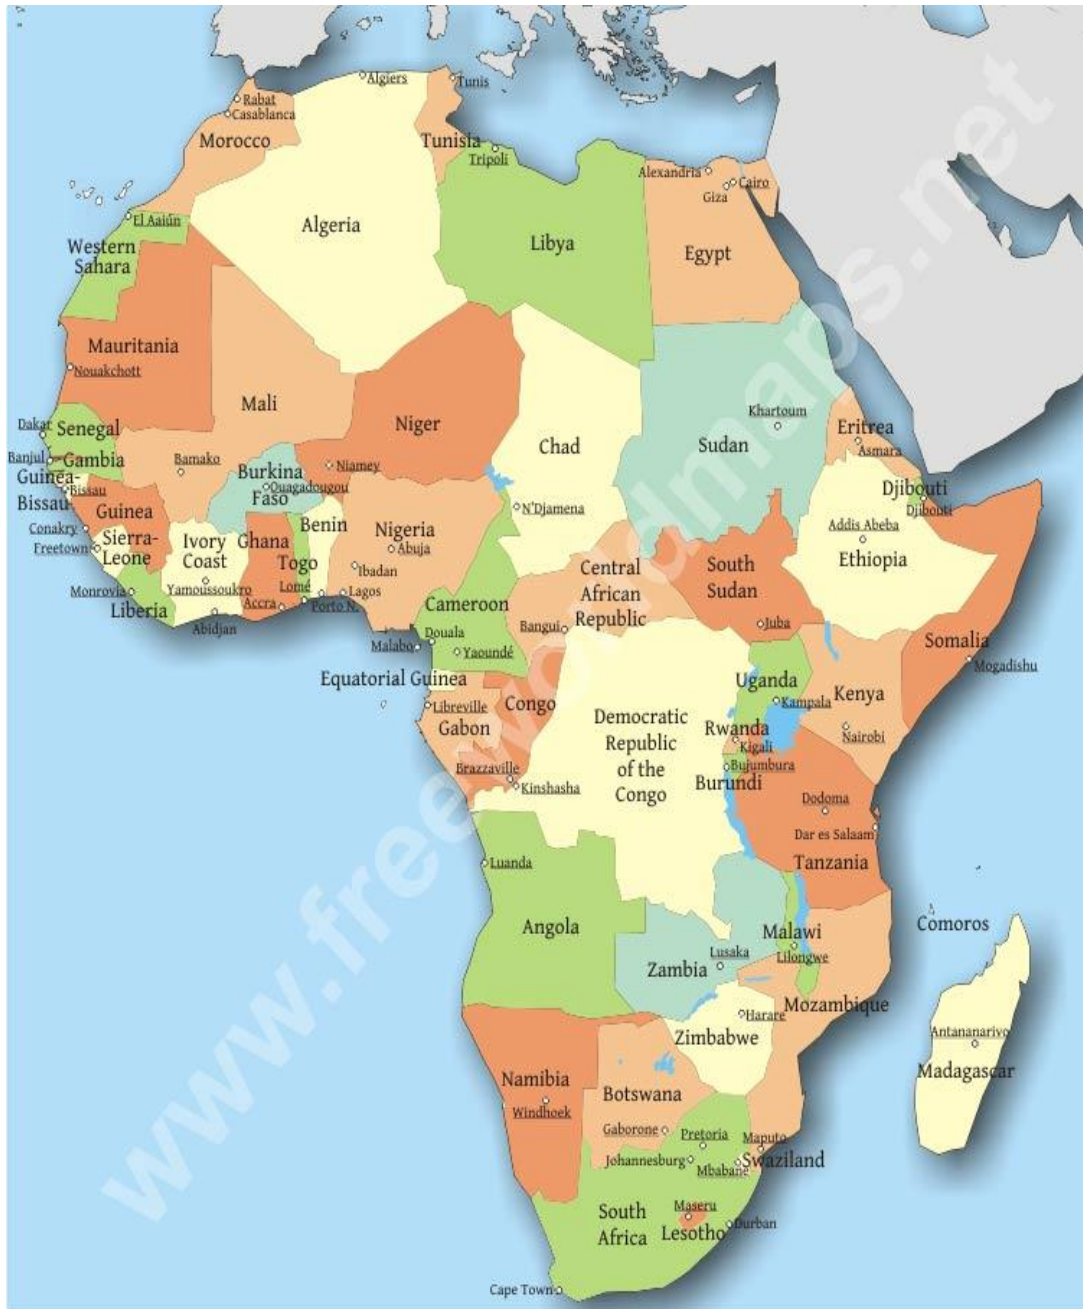 Algiers
Tunis
Rabat
Casablanca
Morocco
Tunisia
Tripoli
Alexandria
Cairo
Giza
El Aaiún
Algeria
Libya
Egypt
Western
Sahara
Mauritania
Nouakchott
Mali
Niger
Chad
Sudan
Khartoum
Eritrea
Asmara
Dakat
Senegal
Banjul
Gambia
Bamako
Burkina
Faso
Ouagadougou
Niamey
Guinea-
Bissau
Bissau
Guinea
Conakry
Freetown
Sierra-
Leone
Ivory
Coast
Yamoussoukro
Ghana
Togo
Benin
Nigeria
Abuja
Ibadan
Lagos
N'Djamena
Djibouti
Djibouti
Addis Abeba
Ethiopia
Monrovia
Liberia
Abidjan
Accra
Lomé
Porto N.
Cameroon
Douala
Malabo
Yaoundé
Central
African
Republic
Bangui
South
Sudan
Juba
Somalia
Mogadishu
Equatorial Guinea
Libreville
Gabon
Congo
Brazzaville
Kinshasha
Democratic
Republic
of the
Congo
Uganda
Kampala
Kenya
Nairobi
Rwanda
Kigali
Bujumbura
Burundi
Dodoma
Dar es Salaam
Tanzania
Luanda
Angola
Zambia
Lusaka
Malawi
Lilongwe
Comoros
Mozambique
Harare
Zimbabwe
Antananarivo
Madagascar
Namibia
Windhoek
Botswana
Gaborone
Pretoria
Johannesburg
Maputo
Mbabane
Swaziland
South
Africa
Maseru
Lesotho
Durban
Cape Town
www.freeworldmaps.net